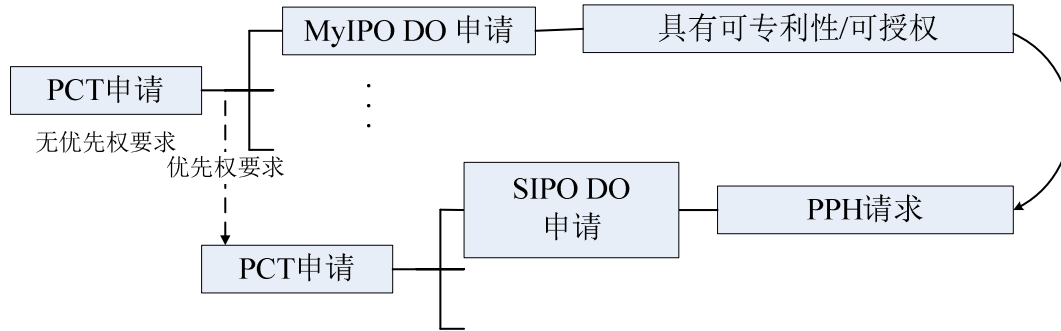 MyIPO DO 申请
具有可专利性/可授权
PCT申请
无优先权要求
优先权要求
SIPO DO
申请
PPH请求
PCT申请